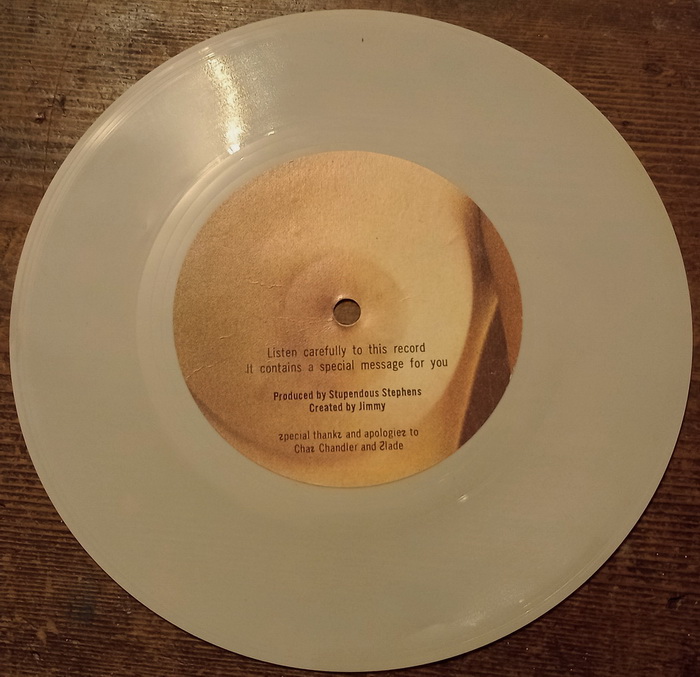 Listen carefully to this record
It contains a special message for you
Produced by Stupendous Stephens
Created by Jimmy
special thankz and apologiez to
Chaz Chandler and Slade